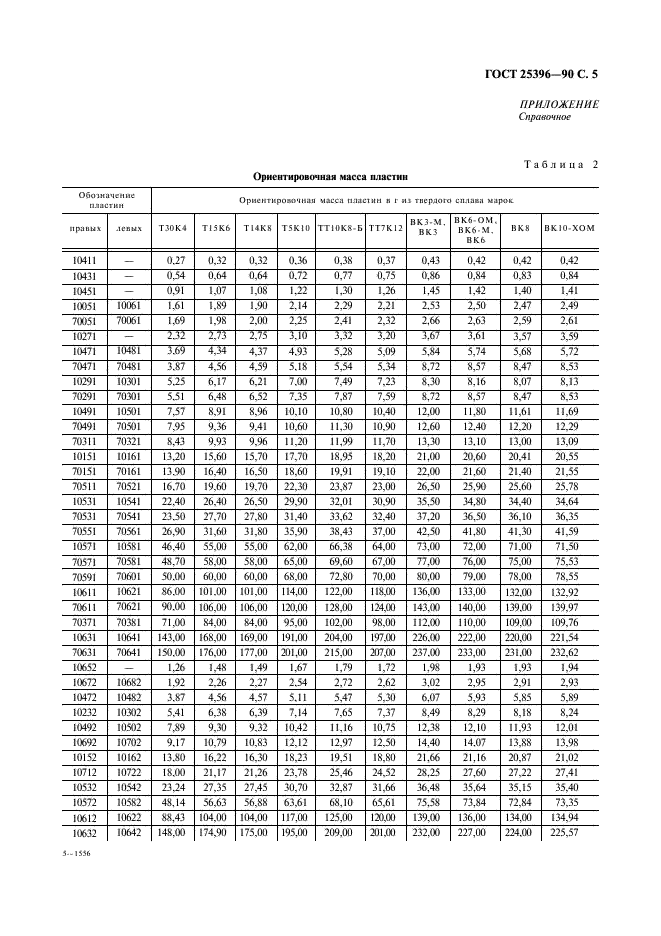 ГОСТ 25396—90 С. 5
ПРИЛОЖЕНИЕ
Справочное
Таблица 2
Ориентировочная масса пластин
Обозначение пластин Ориентировочная масса пластин в г из твердого сплава марок
правых левых Т30К4 Т15К6 Т14К8 Т5К10 ТТ10К8-Б ТТ7К12 ВК3-М, ВК3 ВК6-ОМ, ВК6-М, ВК6 ВК8 ВК10-ХОМ
10411 — 0,27 0,32 0,32 0,36 0,38 0,37 0,43 0,42 0,42 0,42
10431 — 0,54 0,64 0,64 0,72 0,77 0,75 0,86 0,84 0,83 0,84
10451 — 0,91 1,07 1,08 1,22 1,30 1,26 1,45 1,42 1,40 1,41
10051 10061 1,61 1,89 1,90 2,14 2,29 2,21 2,53 2,50 2,47 2,49
70051 70061 1,69 1,98 2,00 2,25 2,41 2,32 2,66 2,63 2,59 2,61
10271 — 2,32 2,73 2,75 3,10 3,32 3,20 3,67 3,61 3,57 3,59
10471 10481 3,69 4,34 4,37 4,93 5,28 5,09 5,84 5,74 5,68 5,72
70471 70481 3,87 4,56 4,59 5,18 5,54 5,34 8,72 8,57 8,47 8,53
10291 10301 5,25 6,17 6,21 7,00 7,49 7,23 8,30 8,16 8,07 8,13
70291 70301 5,51 6,48 6,52 7,35 7,87 7,59 8,72 8,57 8,47 8,53
10491 10501 7,57 8,91 8,96 10,10 10,80 10,40 12,00 11,80 11,61 11,69
70491 70501 7,95 9,36 9,41 10,60 11,30 10,90 12,60 12,40 12,20 12,29
70311 70321 8,43 9,93 9,96 11,20 11,99 11,70 13,30 13,10 13,00 13,09
10151 10161 13,20 15,60 15,70 17,70 18,95 18,20 21,00 20,60 20,41 20,55
70151 70161 13,90 16,40 16,50 18,60 19,91 19,10 22,00 21,60 21,40 21,55
70511 70521 16,70 19,60 19,70 22,30 23,87 23,00 26,50 25,90 25,60 25,78
10531 10541 22,40 26,40 26,50 29,90 32,01 30,90 35,50 34,80 34,40 34,64
70531 70541 23,50 27,70 27,80 31,40 33,62 32,40 37,20 36,50 36,10 36,35
70551 70561 26,90 31,60 31,80 35,90 38,43 37,00 42,50 41,80 41,30 41,59
10571 10581 46,40 55,00 55,00 62,00 66,38 64,00 73,00 72,00 71,00 71,50
70571 70581 48,70 58,00 58,00 65,00 69,60 67,00 77,00 76,00 75,00 75,53
70591 70601 50,00 60,00 60,00 68,00 72,80 70,00 80,00 79,00 78,00 78,55
10611 10621 86,00 101,00 101,00 114,00 122,00 118,00 136,00 133,00 132,00 132,92
70611 70621 90,00 106,00 106,00 120,00 128,00 124,00 143,00 140,00 139,00 139,97
70371 70381 71,00 84,00 84,00 95,00 102,00 98,00 112,00 110,00 109,00 109,76
10631 10641 143,00 168,00 169,00 191,00 204,00 197,00 226,00 222,00 220,00 221,54
70631 70641 150,00 176,00 177,00 201,00 215,00 207,00 237,00 233,00 231,00 232,62
10652 — 1,26 1,48 1,49 1,67 1,79 1,72 1,98 1,93 1,93 1,94
10672 10682 1,92 2,26 2,27 2,54 2,72 2,62 3,02 2,95 2,91 2,93
10472 10482 3,87 4,56 4,57 5,11 5,47 5,30 6,07 5,93 5,85 5,89
10232 10302 5,41 6,38 6,39 7,14 7,65 7,37 8,49 8,29 8,18 8,24
10492 10502 7,89 9,30 9,32 10,42 11,16 10,75 12,38 12,10 11,93 12,01
10692 10702 9,17 10,79 10,83 12,12 12,97 12,50 14,40 14,07 13,88 13,98
10152 10162 13,80 16,22 16,30 18,23 19,51 18,80 21,66 21,16 20,87 21,02
10712 10722 18,00 21,17 21,26 23,78 25,46 24,52 28,25 27,60 27,22 27,41
10532 10542 23,24 27,35 27,45 30,70 32,87 31,66 36,48 35,64 35,15 35,40
10572 10582 48,14 56,63 56,88 63,61 68,10 65,61 75,58 73,84 72,84 73,35
10612 10622 88,43 104,00 104,00 117,00 125,00 120,00 139,00 136,00 134,00 134,94
10632 10642 148,00 174,90 175,00 195,00 209,00 201,00 232,00 227,00 224,00 225,57
5—1556